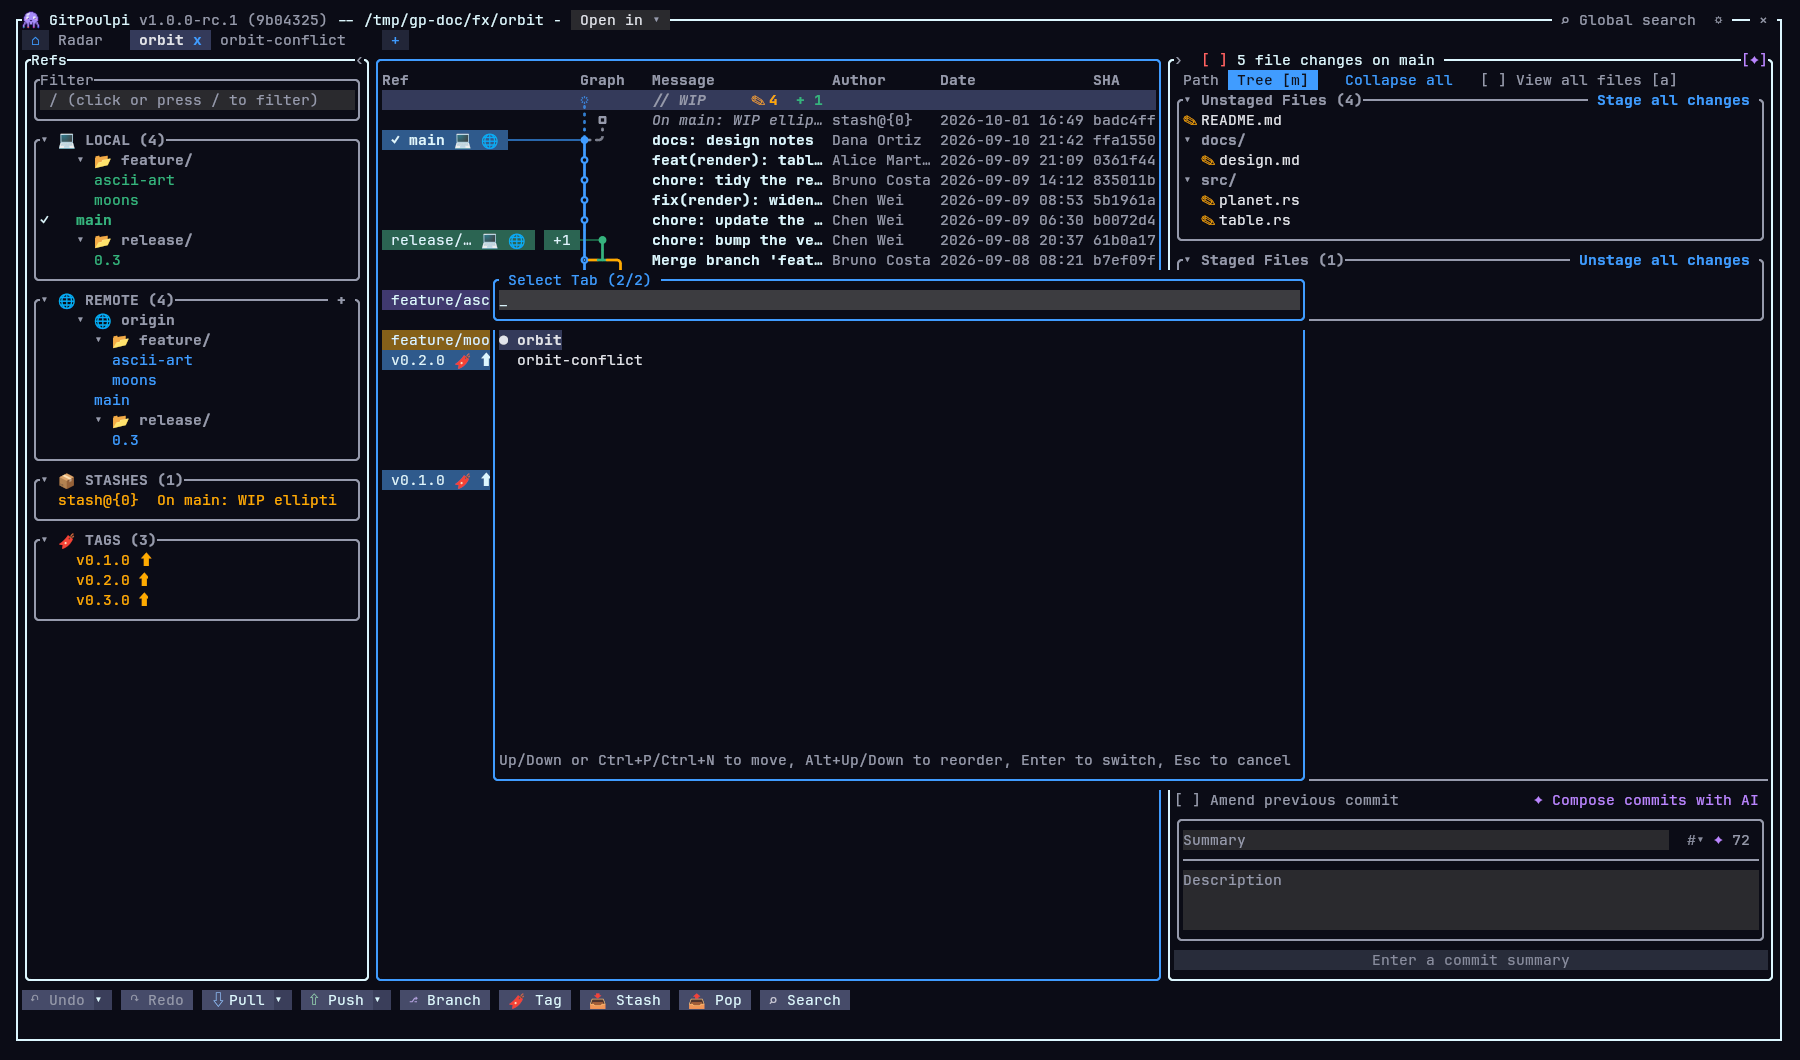 GitPoulpi v1.0.0-rc.1 (9b04325) —— /tmp/gp-doc/fx/orbit - Open in ▾ ⌕ Global search ⚙ — ×
⌂ Radar orbit x orbit-conflict +
Refs
Filter
/ (click or press / to filter)
▾ 💻 LOCAL (4)
▾ 📂 feature/
ascii-art
moons
✓ main
▾ 📂 release/
0.3
▾ 🌐 REMOTE (4) +
▾ 🌐 origin
▾ 📂 feature/
ascii-art
moons
main
▾ 📂 release/
0.3
▾ 📦 STASHES (1)
stash@{0} On main: WIP ellipti
▾ 🔖 TAGS (3)
v0.1.0 ⬆
v0.2.0 ⬆
v0.3.0 ⬆
Ref Graph Message Author Date SHA
// WIP ✎ 4 + 1
On main: WIP ellip… stash@{0} 2026-10-01 16:49 badc4ff
✓ main 💻 🌐 docs: design notes Dana Ortiz 2026-09-10 21:42 ffa1550
feat(render): tabl… Alice Mart… 2026-09-09 21:09 0361f44
chore: tidy the re… Bruno Costa 2026-09-09 14:12 835011b
fix(render): widen… Chen Wei 2026-09-09 08:53 5b1961a
chore: update the … Chen Wei 2026-09-09 06:30 b0072d4
release/… 💻 🌐 +1 chore: bump the ve… Chen Wei 2026-09-08 20:37 61b0a17
Merge branch 'feat… Bruno Costa 2026-09-08 08:21 b7ef09f
feature/asc
feature/moo
v0.2.0 🔖 ⬆
v0.1.0 🔖 ⬆
Select Tab (2/2)
_
● orbit
orbit-conflict
Up/Down or Ctrl+P/Ctrl+N to move, Alt+Up/Down to reorder, Enter to switch, Esc to cancel
› [ ] 5 file changes on main [✦]
Path Tree [m] Collapse all [ ] View all files [a]
▾ Unstaged Files (4) Stage all changes
✎ README.md
▾ docs/
✎ design.md
▾ src/
✎ planet.rs
✎ table.rs
▾ Staged Files (1) Unstage all changes
[ ] Amend previous commit ✦ Compose commits with AI
Summary #▾ ✦ 72
Description
Enter a commit summary
↶ Undo ▾ ↷ Redo ⇩ Pull ▾ ⇧ Push ▾ ⎇ Branch 🔖 Tag 📥 Stash 📤 Pop ⌕ Search